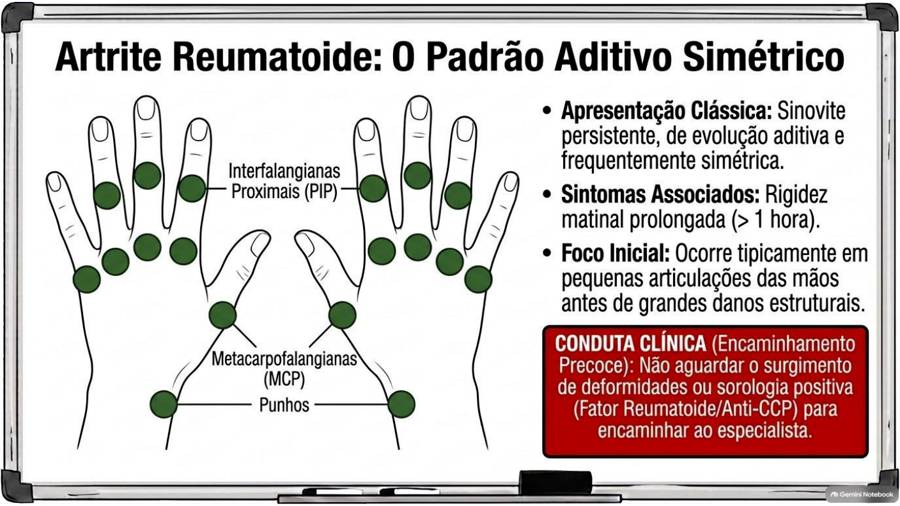 Artrite Reumatoide: O Padrão Aditivo Simétrico
Interfalangianas
Proximais (PIP)
Metacarpofalangianas
(MCP)
Punhos
• Apresentação Clássica: Sinovite
persistente, de evolução aditiva e
frequentemente simétrica.
• Sintomas Associados: Rigidez
matinal prolongada (> 1 hora).
• Foco Inicial: Ocorre tipicamente em
pequenas articulações das mãos
antes de grandes danos estruturais.
CONDUTA CLÍNICA (Encaminhamento
Precoce): Não aguardar o surgimento
de deformidades ou sorologia positiva
(Fator Reumatoide/Anti-CCP) para
encaminhar ao especialista.
Gemini Notebook